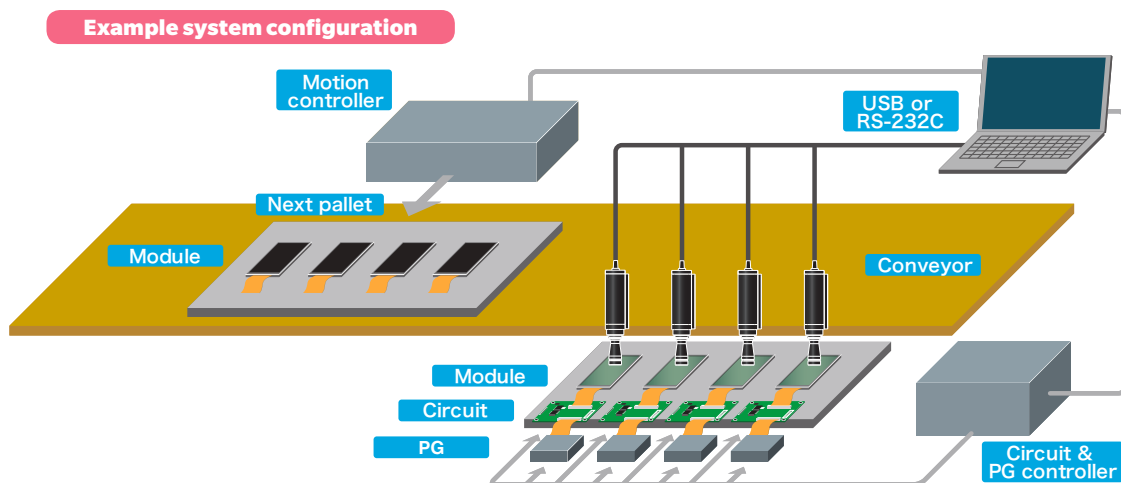 Example system configuration
Motion
controller
USB or
RS-232C
Next pallet
Module
Conveyor
Module
Circuit
PG
Circuit &
PG controller